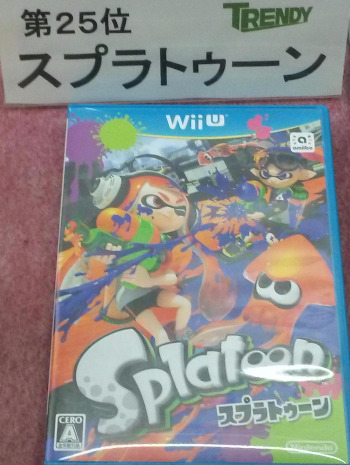 第25位
TRENDY
スプラトゥーン
Wii U
amiibo
Splatoon
スプラトゥーン
CERO
A
Nintendo